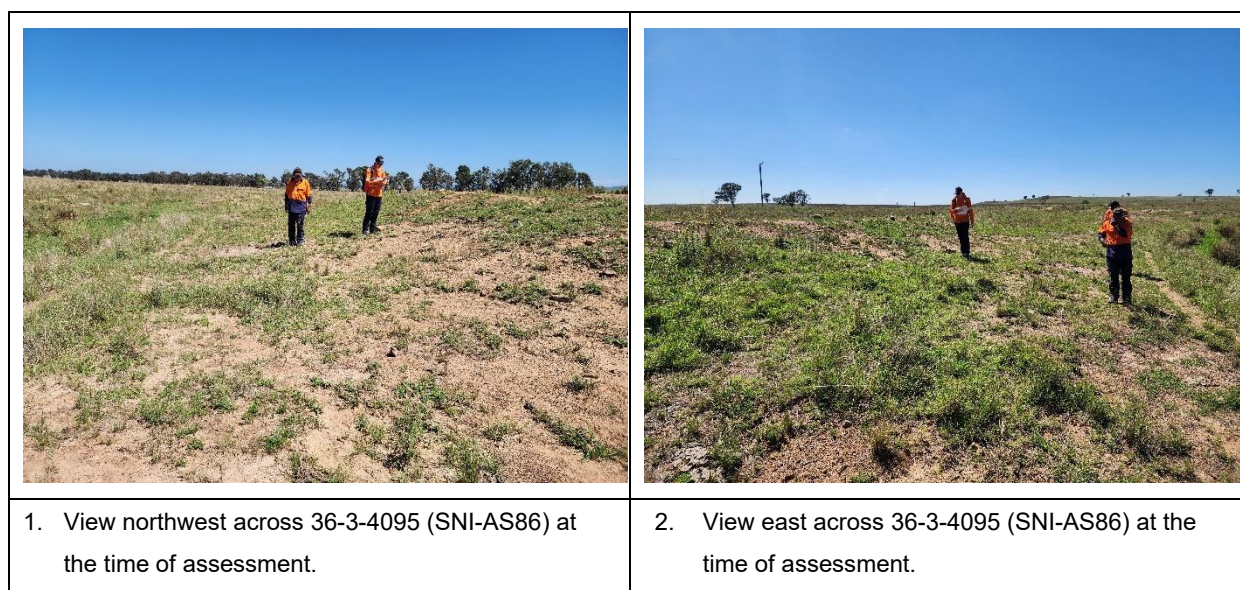 1. View northwest across 36-3-4095 (SNI-AS86) at
the time of assessment.
2. View east across 36-3-4095 (SNI-AS86) at the
time of assessment.